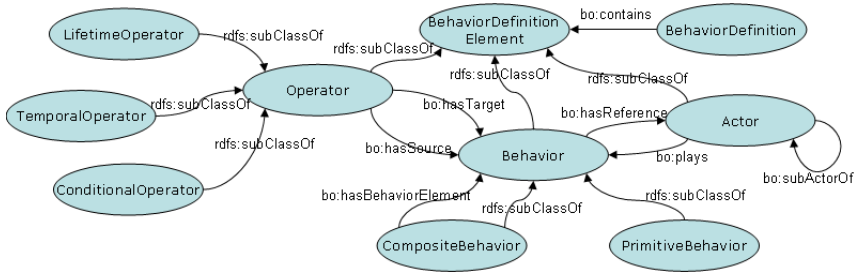 LifetimeOperator
rdfs:subClassOf
BehaviorDefinition
Element
bo:contains
BehaviorDefinition
rdfs:subClassOf
rdfs:subClassOf
rdfs:subClassOf
TemporalOperator
rdfs:subClassOf
Operator
bo:hasTarget
bo:hasReference
Actor
rdfs:subClassOf
bo:hasSource
Behavior
bo:plays
bo:subActorOf
ConditionalOperator
bo:hasBehaviorElement
rdfs:subClassOf
rdfs:subClassOf
CompositeBehavior
PrimitiveBehavior